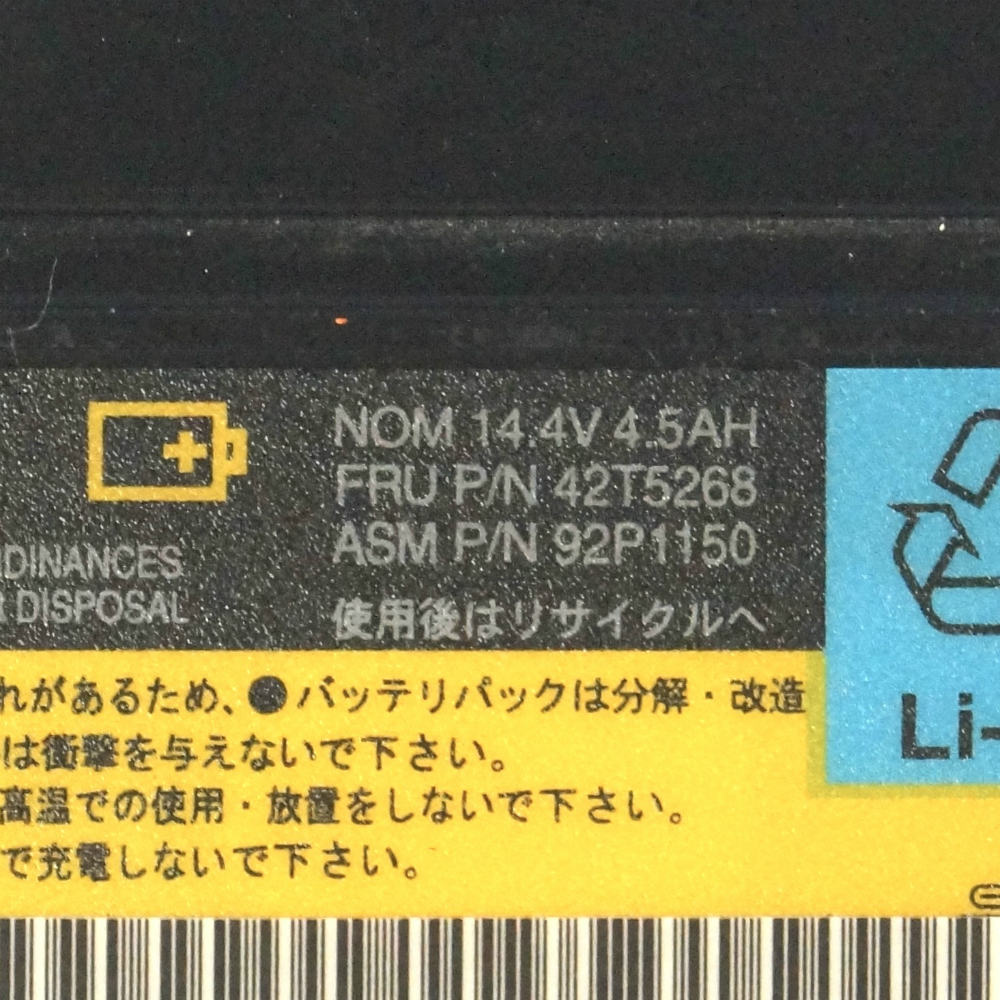 NOM 14.4V 4.5AH
FRU P/N 42T5268
ASM P/N 92P1150
DINANCES
DISPOSAL
使用後はリサイクルへ
れがあるため、●バッテリパックは分解・改造
は衝撃を与えないで下さい。
高温での使用・放置をしないで下さい。
で充電しないで下さい。
Li-